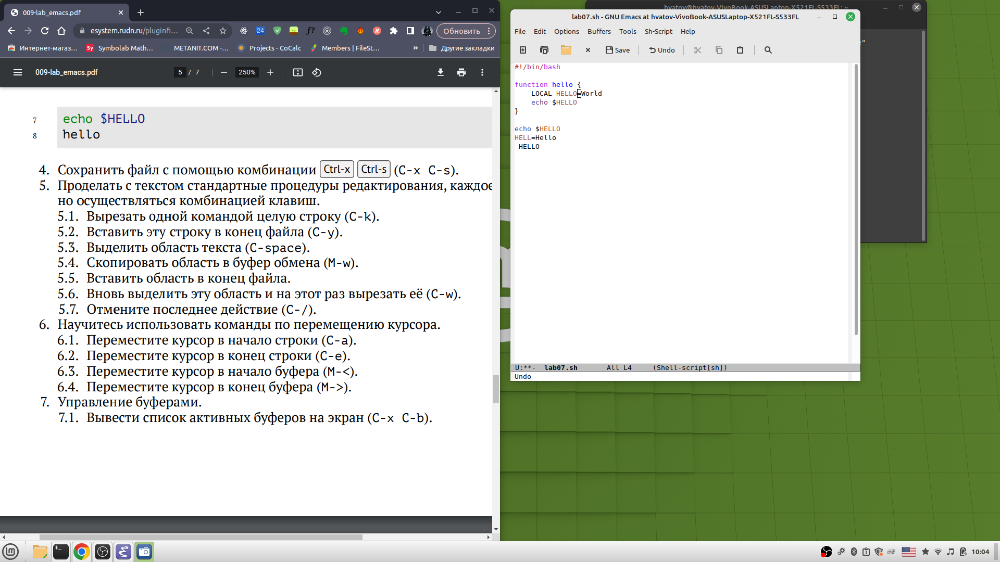 009-lab_emacs.pdf
esystem.rudn.ru/pluginfi...
24
f?
Обновить
Интернет-магаз...
Sy Symbolab Math...
METANIT.COM -...
Projects - CoCalc
Members | FileSt...
»
Другие закладки
009-lab_emacs.pdf
5 / 7
250%
7 echo $HELLO
8 hello
4. Сохранить файл с помощью комбинации Ctrl-x Ctrl-s (C-x C-s).
5. Проделать с текстом стандартные процедуры редактирования, каждое
но осуществляться комбинацией клавиш.
5.1. Вырезать одной командой целую строку (C-k).
5.2. Вставить эту строку в конец файла (C-y).
5.3. Выделить область текста (C-space).
5.4. Скопировать область в буфер обмена (M-w).
5.5. Вставить область в конец файла.
5.6. Вновь выделить эту область и на этот раз вырезать её (C-w).
5.7. Отмените последнее действие (C-/).
6. Научитесь использовать команды по перемещению курсора.
6.1. Переместите курсор в начало строки (C-a).
6.2. Переместите курсор в конец строки (C-e).
6.3. Переместите курсор в начало буфера (M-<).
6.4. Переместите курсор в конец буфера (M->).
7. Управление буферами.
7.1. Вывести список активных буферов на экран (C-x C-b).
hvatov@hvatov-VivoBook-ASUSLaptop-X521FL-S533FL: ~
lab07.sh - GNU Emacs at hvatov-VivoBook-ASUSLaptop-X521FL-S533FL
File Edit Options Buffers Tools Sh-Script Help
Save Undo
#!/bin/bash
function hello {
LOCAL HELLO=World
echo $HELLO
}
echo $HELLO
HELL=Hello
HELLO
U:**- lab07.sh All L4 (Shell-script[sh])
Undo
10:04